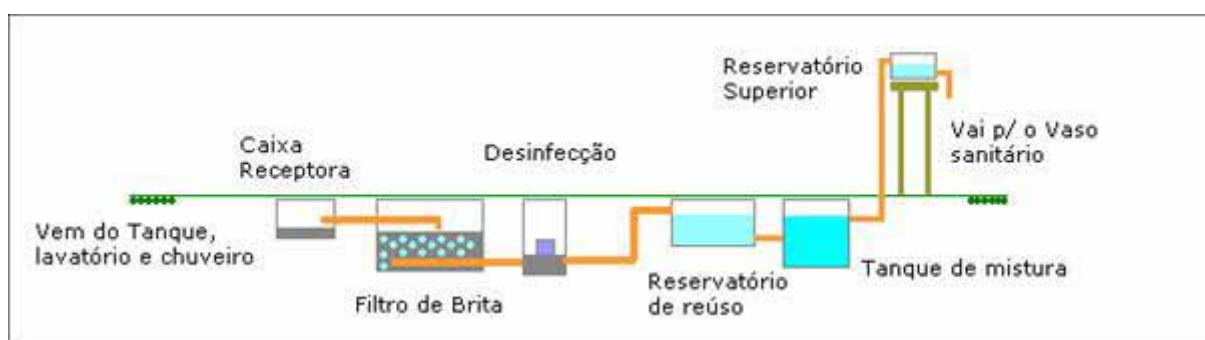 Reservatório
Superior
Caixa
Receptora
Desinfecção
Vai p/ o Vaso
sanitário
Vem do Tanque,
lavatório e chuveiro
Filtro de Brita
Reservatório
de reúso
Tanque de mistura